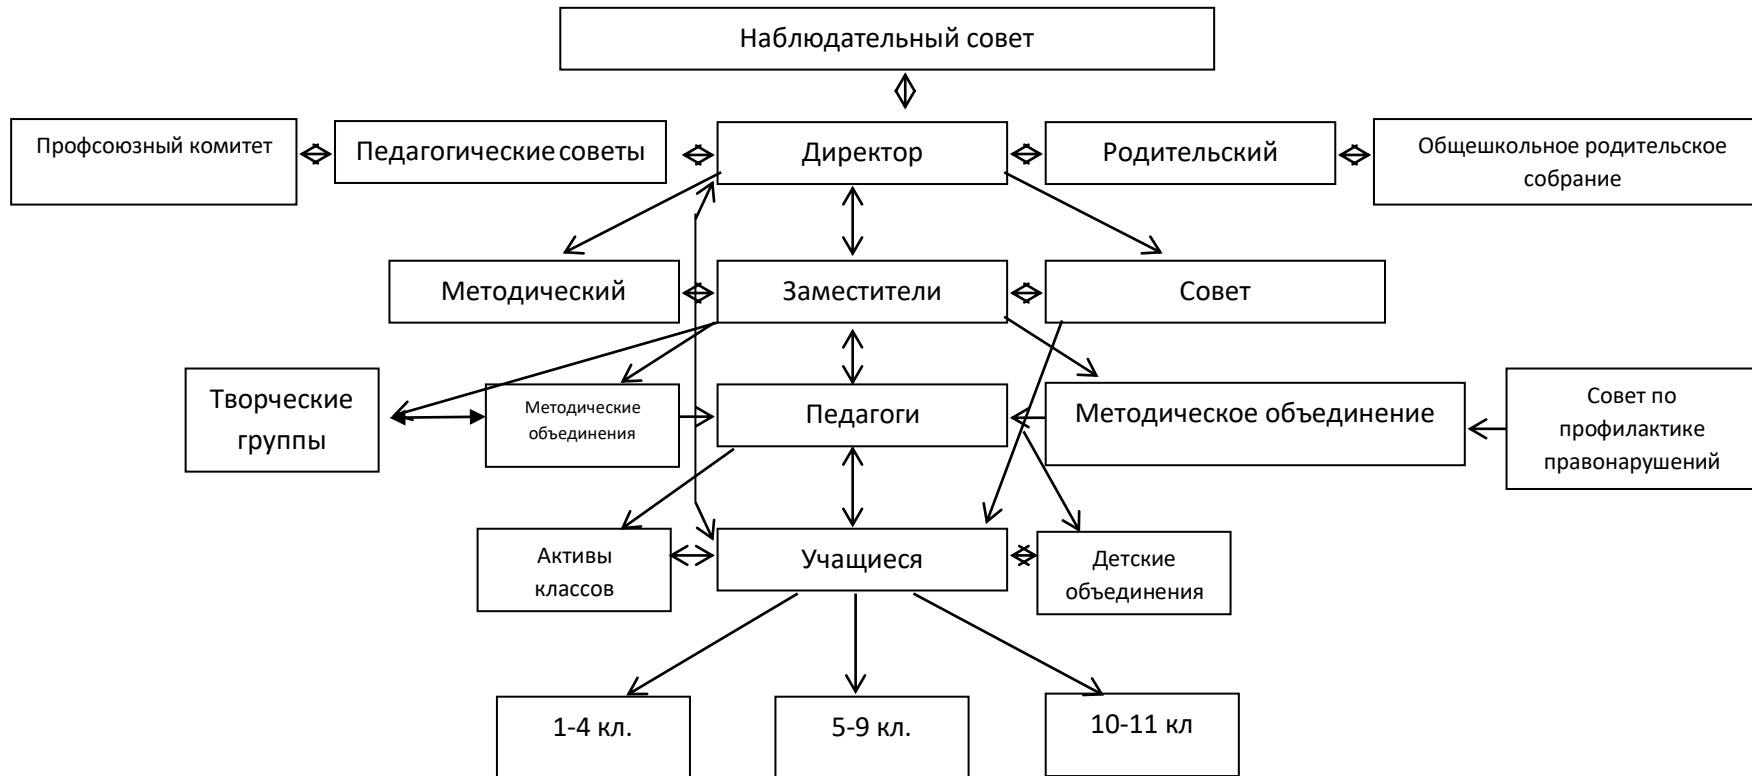 Наблюдательный совет
Профсоюзный комитет
Педагогические советы
Директор
Родительский
Общешкольное родительское
собрание
Методический
Заместители
Совет
Творческие
группы
Методические
объединения
Педагоги
Методическое объединение
Совет по
профилактике
правонарушений
Активы
классов
Учащиеся
Детские
объединения
1-4 кл.
5-9 кл.
10-11 кл